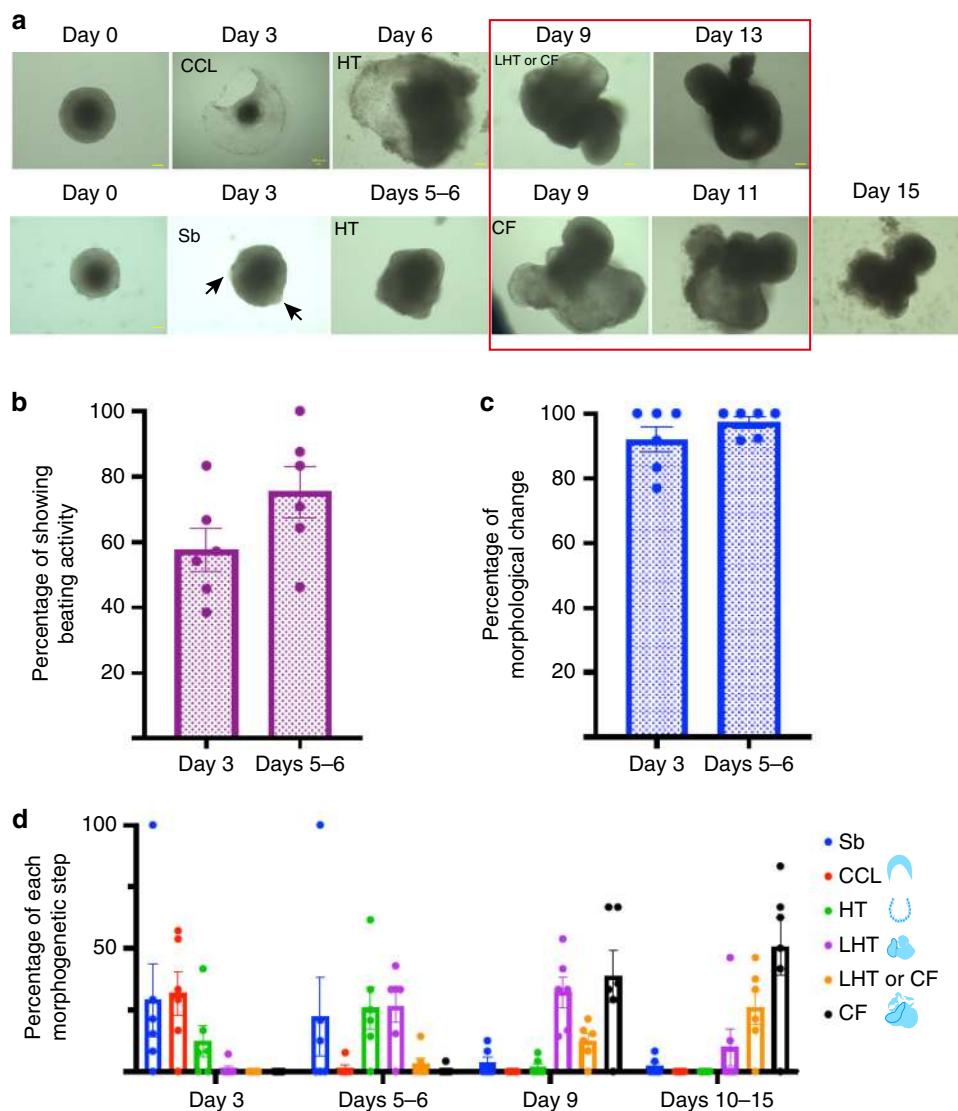 a
Day 0 Day 3 Day 6 Day 9 Day 13
CCL HT LHT or CF
Day 0 Day 3 Days 5–6 Day 9 Day 11 Day 15
Sb HT CF
b
100
80
60
40
20
Percentage of showing
beating activity
Day 3 Days 5–6
c
100
80
60
40
20
Percentage of
morphological change
Day 3 Days 5–6
d
100
50
Percentage of each
morphogenetic step
Day 3 Days 5–6 Day 9 Days 10–15
Sb
CCL
HT
LHT
LHT or CF
CF